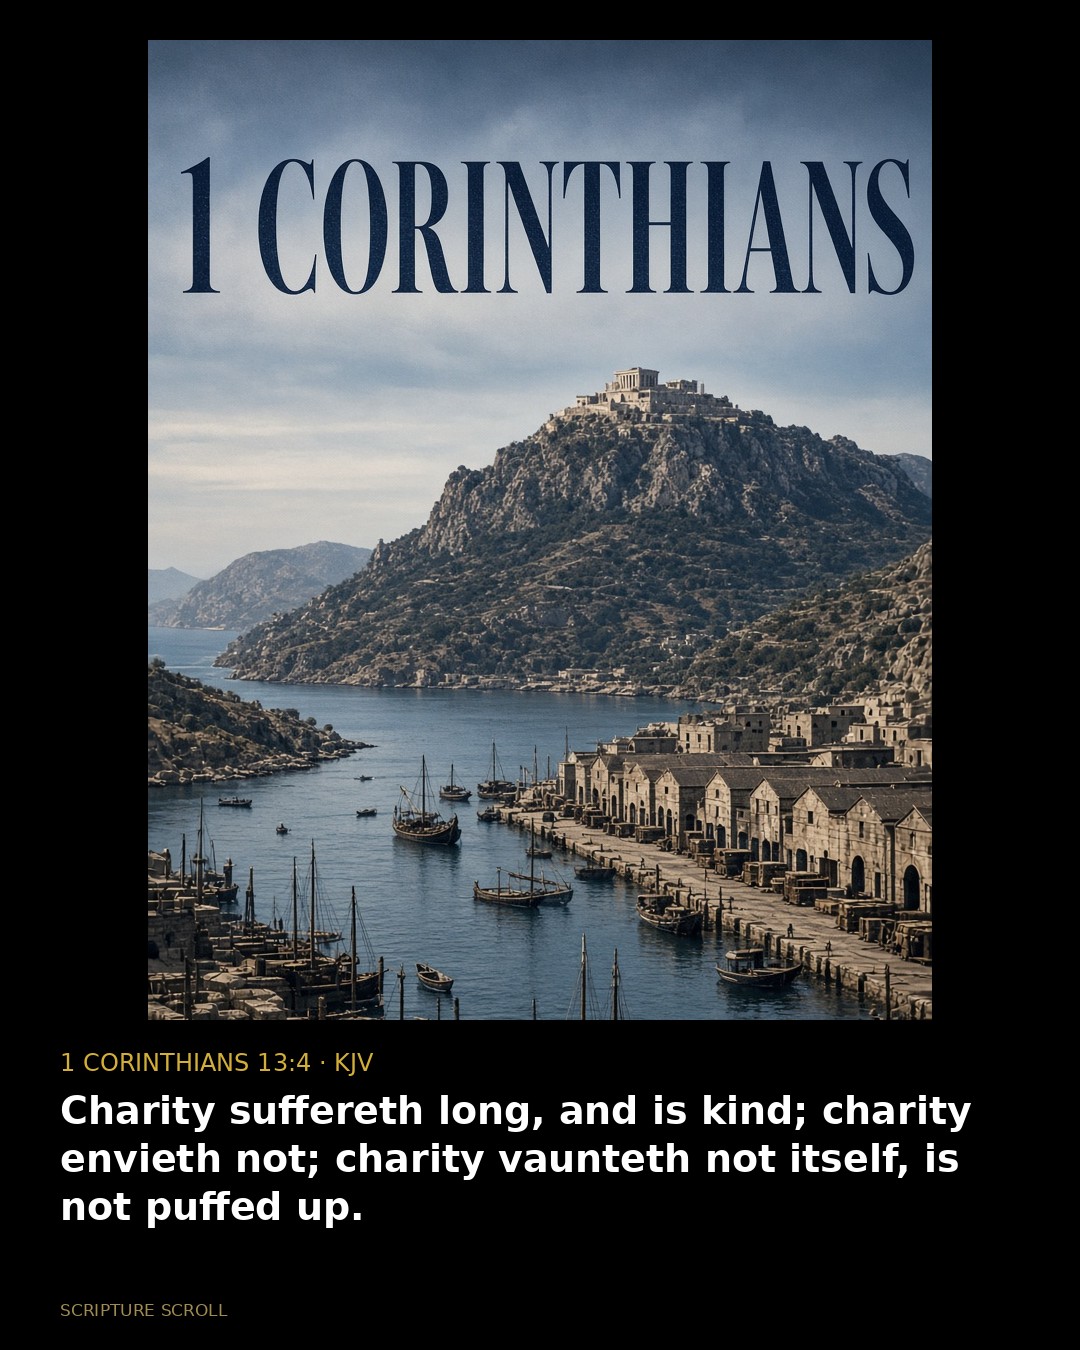 1 CORINTHIANS
1 CORINTHIANS 13:4 · KJV
Charity suffereth long, and is kind; charity
envieth not; charity vaunteth not itself, is
not puffed up.
SCRIPTURE SCROLL